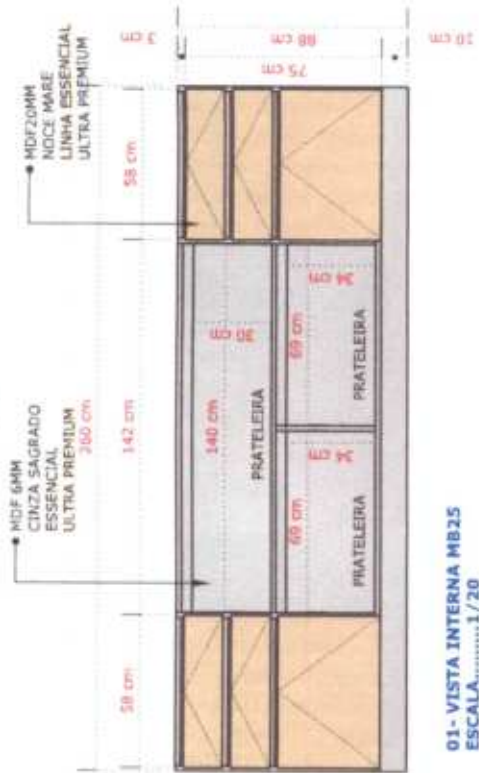 MDF 6MM
CINZA SAGRADO
ESSENCIAL
ULTRA PREMIUM
MDF20MM
NOCE MARE
LINHA ESSENCIAL
ULTRA PREMIUM
260 cm
58 cm
142 cm
58 cm
3 cm
88 cm
75 cm
10 cm
140 cm
30 cm
PRATELEIRA
69 cm
34 cm
PRATELEIRA
69 cm
34 cm
PRATELEIRA
01- VISTA INTERNA MB25
ESCALA..........1/20